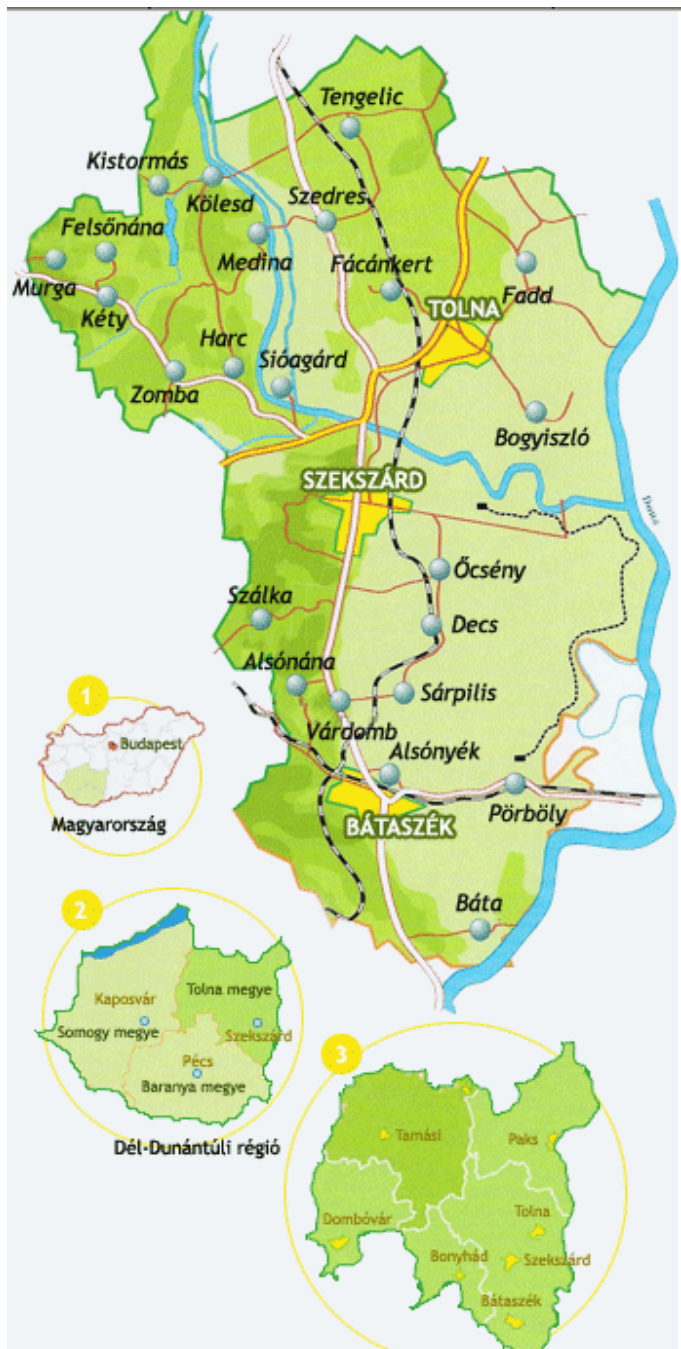 Tengelic
Kistormás
Kölesd
Szedres
Felsőnána
Medina
Fácánkert
Murga
Fadd
Kéty
TOLNA
Harc
Sióagárd
Zomba
Bogyiszló
SZEKSZÁRD
Duna
Őcsény
Szálka
Decs
Alsónána
Sárpilis
Várdomb
Alsónyék
Pörböly
BÁTASZÉK
Báta
1
Budapest
Magyarország
2
Tolna megye
Kaposvár
Somogy megye
Szekszárd
Pécs
Baranya megye
Dél-Dunántúli régió
3
Tamási
Paks
Dombóvár
Tolna
Bonyhád
Szekszárd
Bátaszék